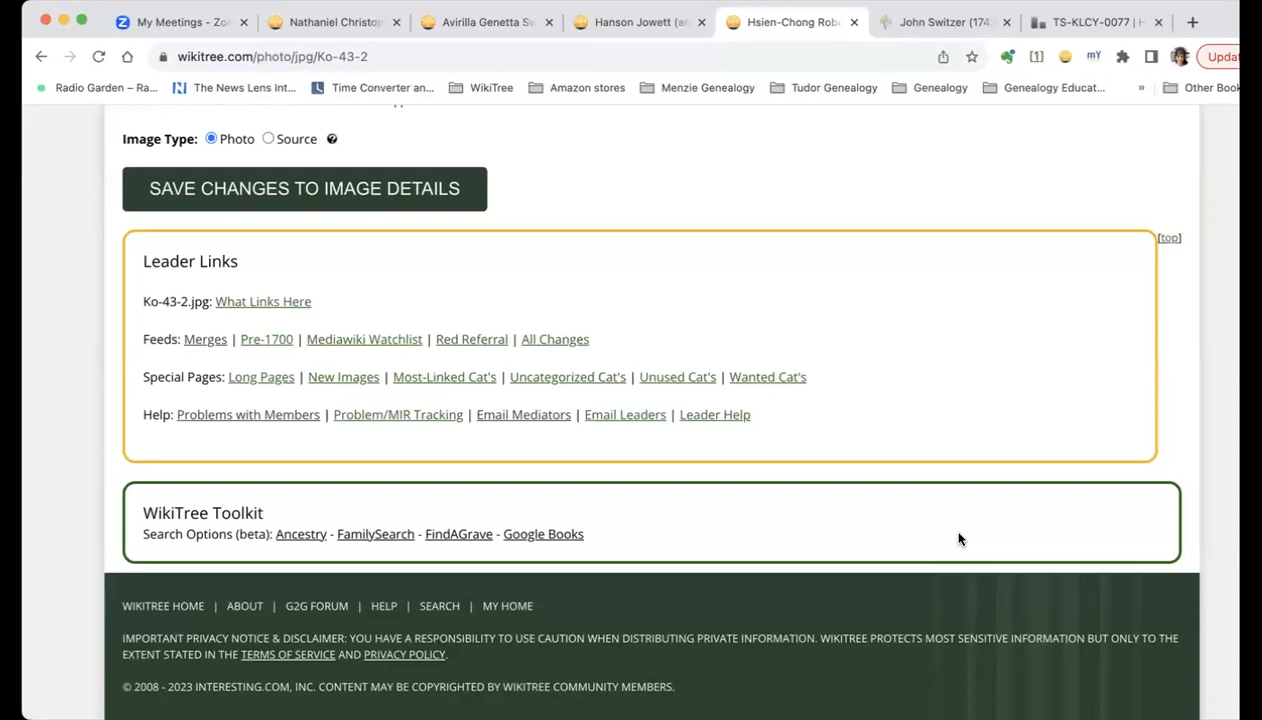 My Meetings - Zo
Nathaniel Christop
Avirilla Genetta Sw
Hanson Jowett (ab
Hsien-Chong Rob
John Switzer (174
TS-KLCY-0077 | H
wikitree.com/photo/jpg/Ko-43-2
[1]
mY
Updat
Radio Garden – Ra...
The News Lens Int...
Time Converter an...
WikiTree
Amazon stores
Menzie Genealogy
Tudor Genealogy
Genealogy
Genealogy Educat...
»
Other Book
Image Type: Photo Source
SAVE CHANGES TO IMAGE DETAILS
[top]
Leader Links
Ko-43-2.jpg: What Links Here
Feeds: Merges | Pre-1700 | Mediawiki Watchlist | Red Referral | All Changes
Special Pages: Long Pages | New Images | Most-Linked Cat's | Uncategorized Cat's | Unused Cat's | Wanted Cat's
Help: Problems with Members | Problem/MIR Tracking | Email Mediators | Email Leaders | Leader Help
WikiTree Toolkit
Search Options (beta): Ancestry - FamilySearch - FindAGrave - Google Books
WIKITREE HOME | ABOUT | G2G FORUM | HELP | SEARCH | MY HOME
IMPORTANT PRIVACY NOTICE & DISCLAIMER: YOU HAVE A RESPONSIBILITY TO USE CAUTION WHEN DISTRIBUTING PRIVATE INFORMATION. WIKITREE PROTECTS MOST SENSITIVE INFORMATION BUT ONLY TO THE
EXTENT STATED IN THE TERMS OF SERVICE AND PRIVACY POLICY.
© 2008 - 2023 INTERESTING.COM, INC. CONTENT MAY BE COPYRIGHTED BY WIKITREE COMMUNITY MEMBERS.